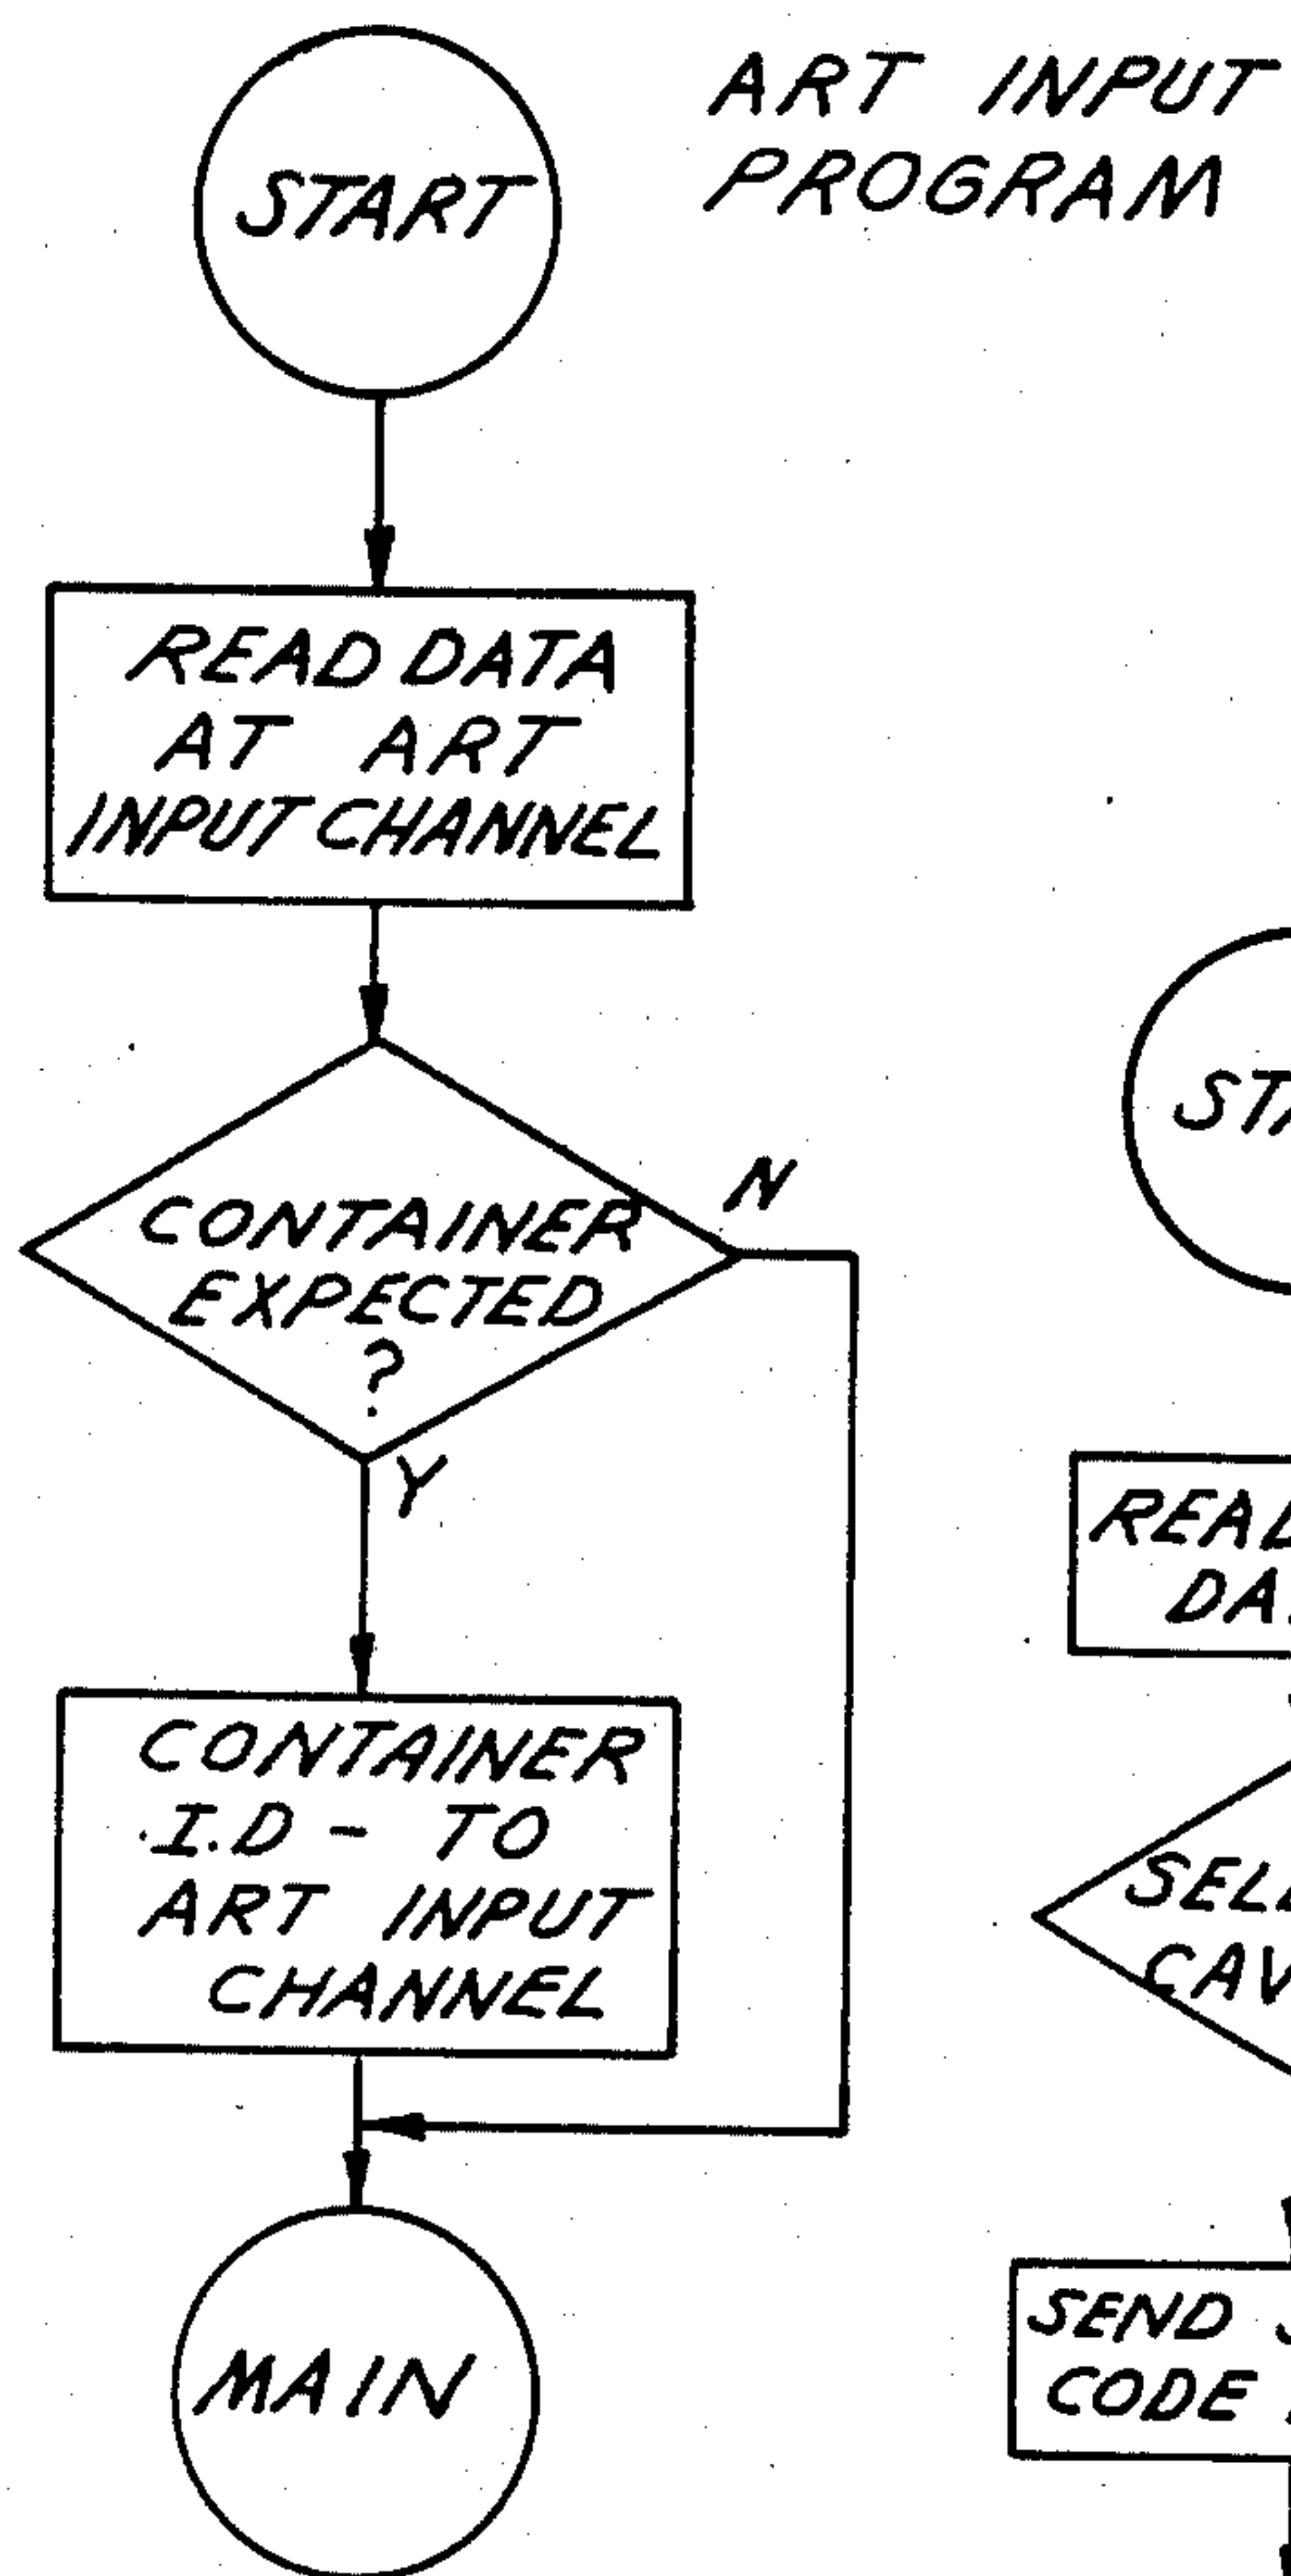 ART INPUT
PROGRAM
START
READ DATA
AT ART
INPUT CHANNEL
CONTAINER
EXPECTED
?
N
Y
CONTAINER
I.D - TO
ART INPUT
CHANNEL
MAIN
SEND
CODE